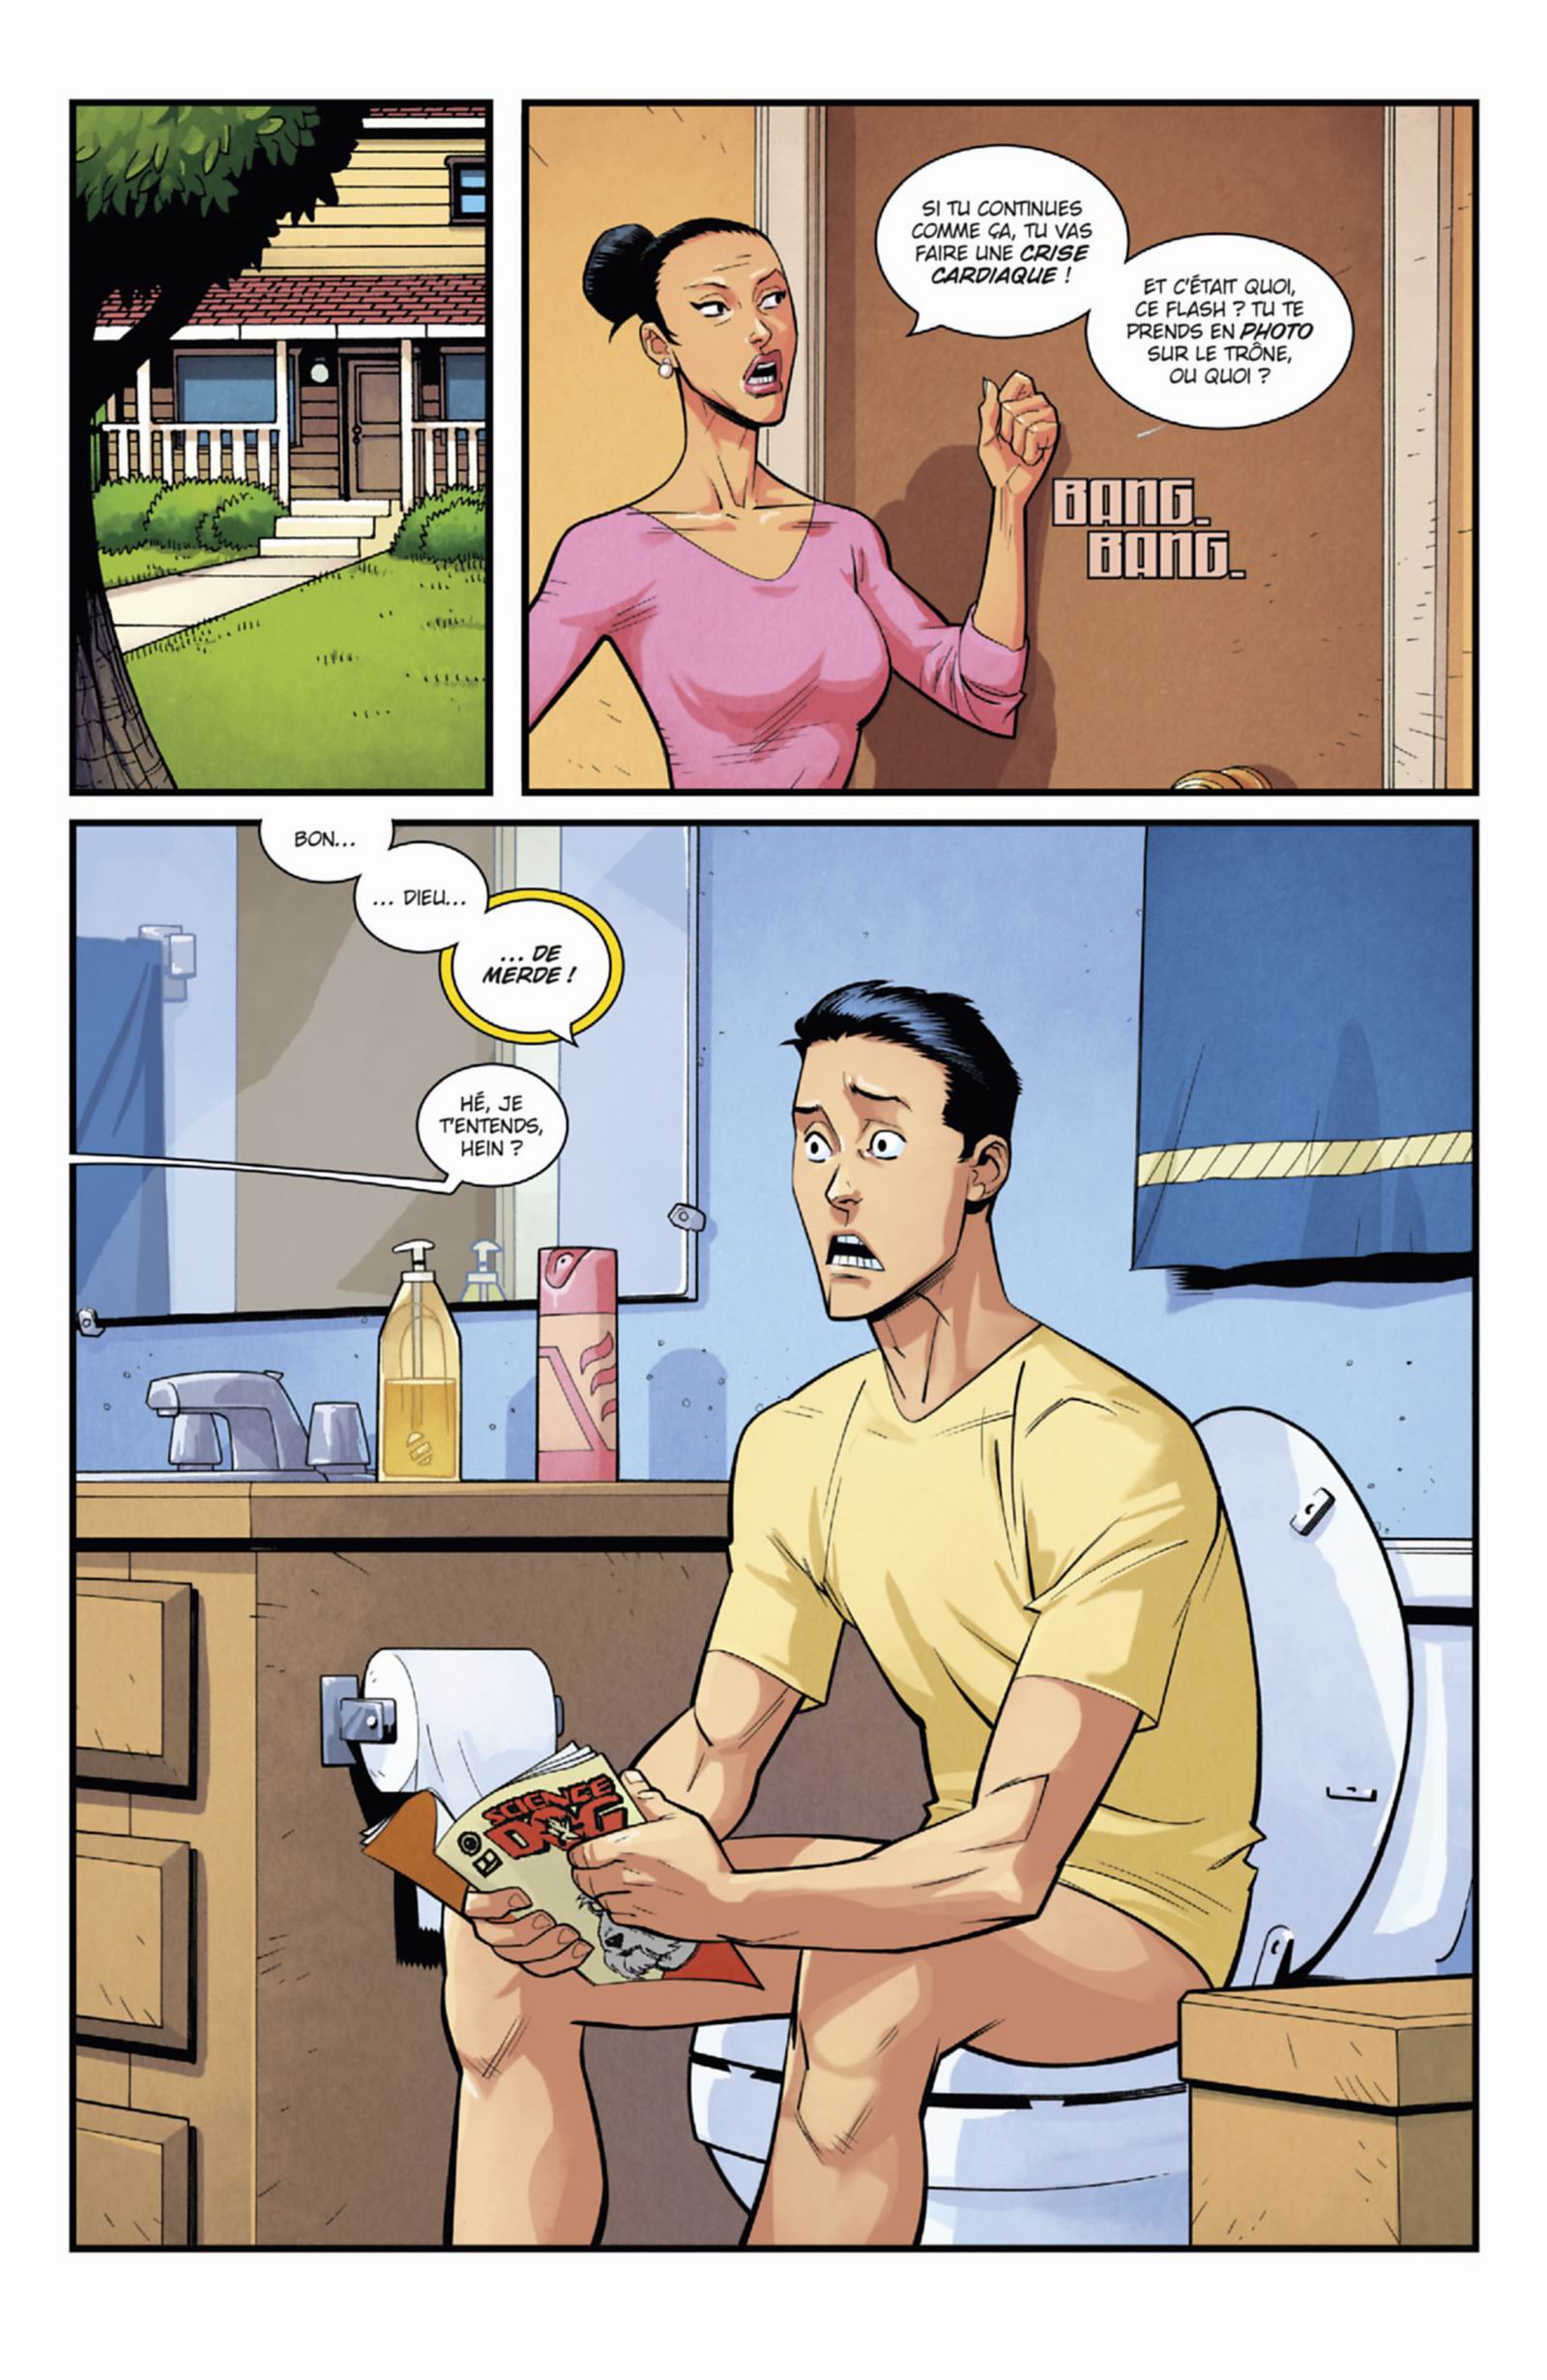 SI TU CONTINUES
COMME ÇA, TU VAS
FAIRE UNE CRISE
CARDIAQUE !
ET C'ÉTAIT QUOI,
CE FLASH ? TU TE
PRENDS EN PHOTO
SUR LE TRÔNE,
OU QUOI ?
BANG.
BANG.
BON...
... DIEU...
... DE
MERDE !
HÉ, JE
T'ENTENDS,
HEIN ?
SCIENCE
DOG